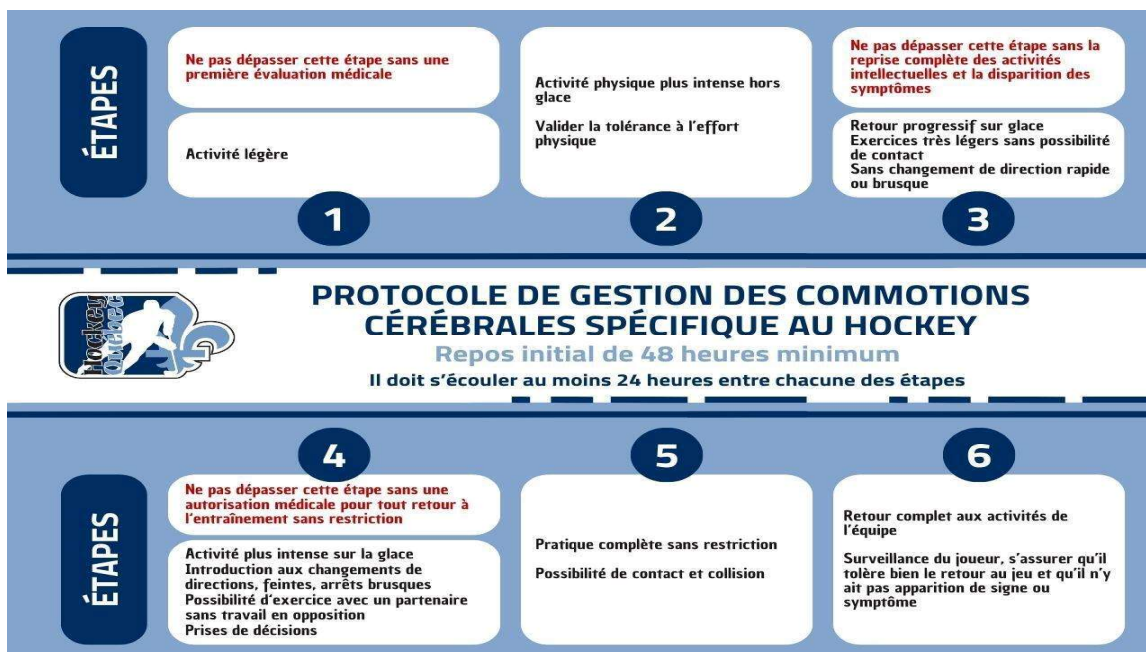 ÉTAPES
Ne pas dépasser cette étape sans une
première évaluation médicale
Activité légère
1
Activité physique plus intense hors
glace
Valider la tolérance à l'effort
physique
2
Ne pas dépasser cette étape sans la
reprise complète des activités
intellectuelles et la disparition des
symptômes
Retour progressif sur glace
Exercices très légers sans possibilité
de contact
Sans changement de direction rapide
ou brusque
3
Hockey
Québec
PROTOCOLE DE GESTION DES COMMOTIONS
CÉRÉBRALES SPÉCIFIQUE AU HOCKEY
Repos initial de 48 heures minimum
Il doit s'écouler au moins 24 heures entre chacune des étapes
ÉTAPES
4
Ne pas dépasser cette étape sans une
autorisation médicale pour tout retour à
l'entraînement sans restriction
Activité plus intense sur la glace
Introduction aux changements de
directions, feintes, arrêts brusques
Possibilité d'exercice avec un partenaire
sans travail en opposition
Prises de décisions
5
Pratique complète sans restriction
Possibilité de contact et collision
6
Retour complet aux activités de
l'équipe
Surveillance du joueur, s'assurer qu'il
tolère bien le retour au jeu et qu'il n'y
ait pas apparition de signe ou
symptôme